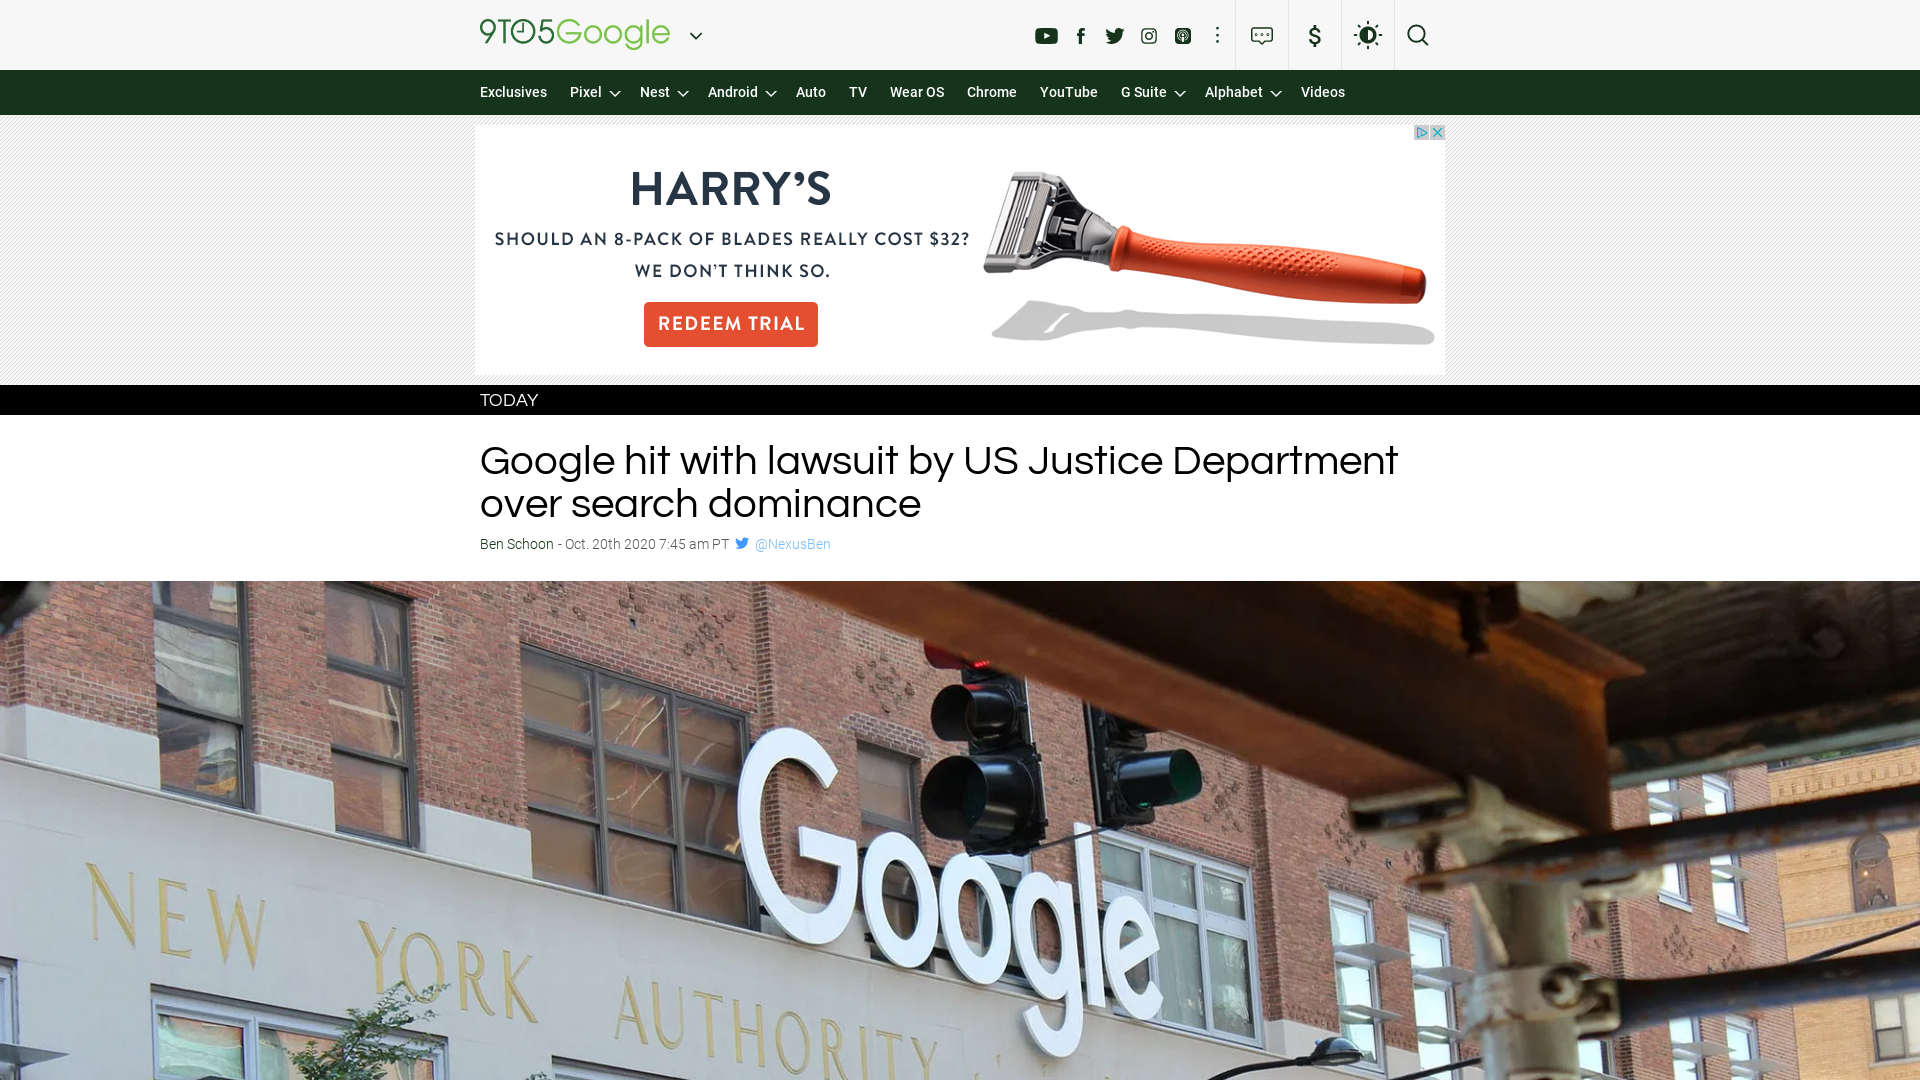 9TO5Google
Exclusives Pixel Nest Android Auto TV Wear OS Chrome YouTube G Suite Alphabet Videos
HARRY'S
SHOULD AN 8-PACK OF BLADES REALLY COST $32?
WE DON'T THINK SO.
REDEEM TRIAL
TODAY
Google hit with lawsuit by US Justice Department
over search dominance
Ben Schoon - Oct. 20th 2020 7:45 am PT @NexusBen
Google
NEW YORK AUTHORITY